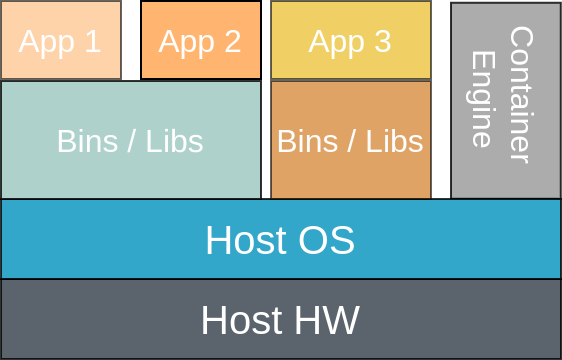 App 1
App 2
App 3
Container
Engine
Bins / Libs
Bins / Libs
Host OS
Host HW